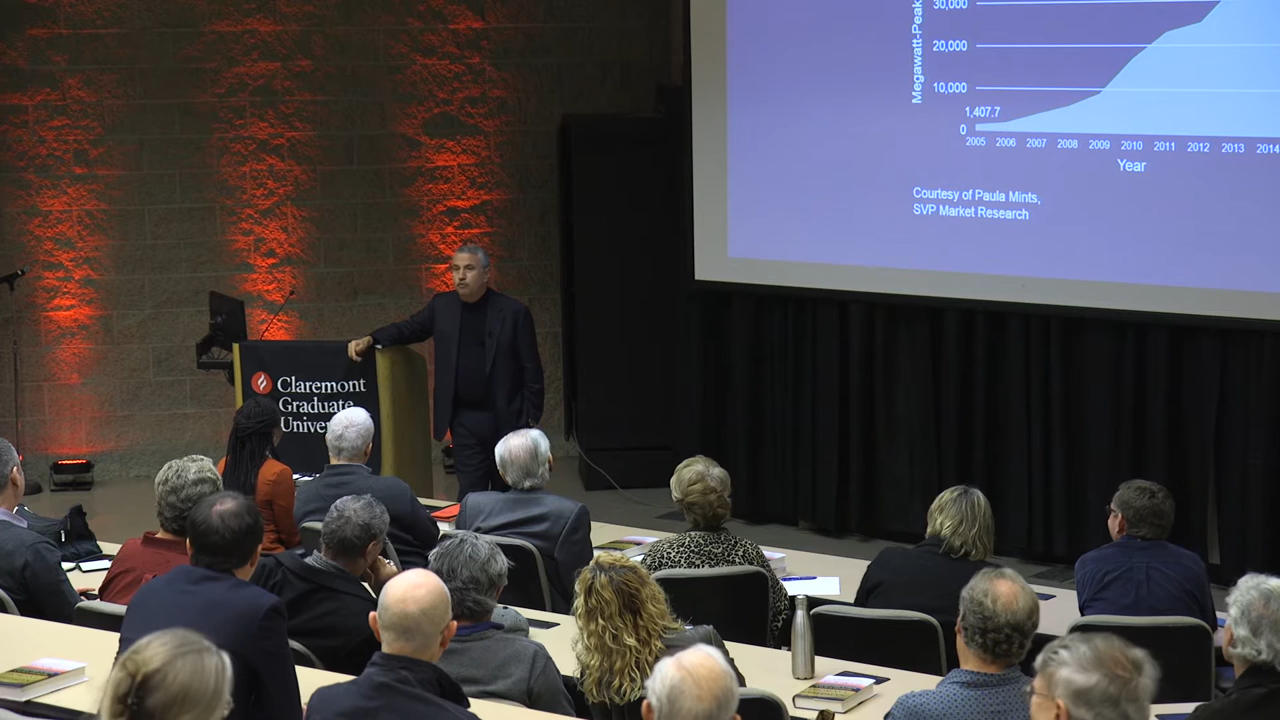 30,000
20,000
10,000
1,407.7
0
Megawatt-Peak
2005 2006 2007 2008 2009 2010 2011 2012 2013 2014
Year
Courtesy of Paula Mints,
SVP Market Research
Claremont
Graduate
Univer